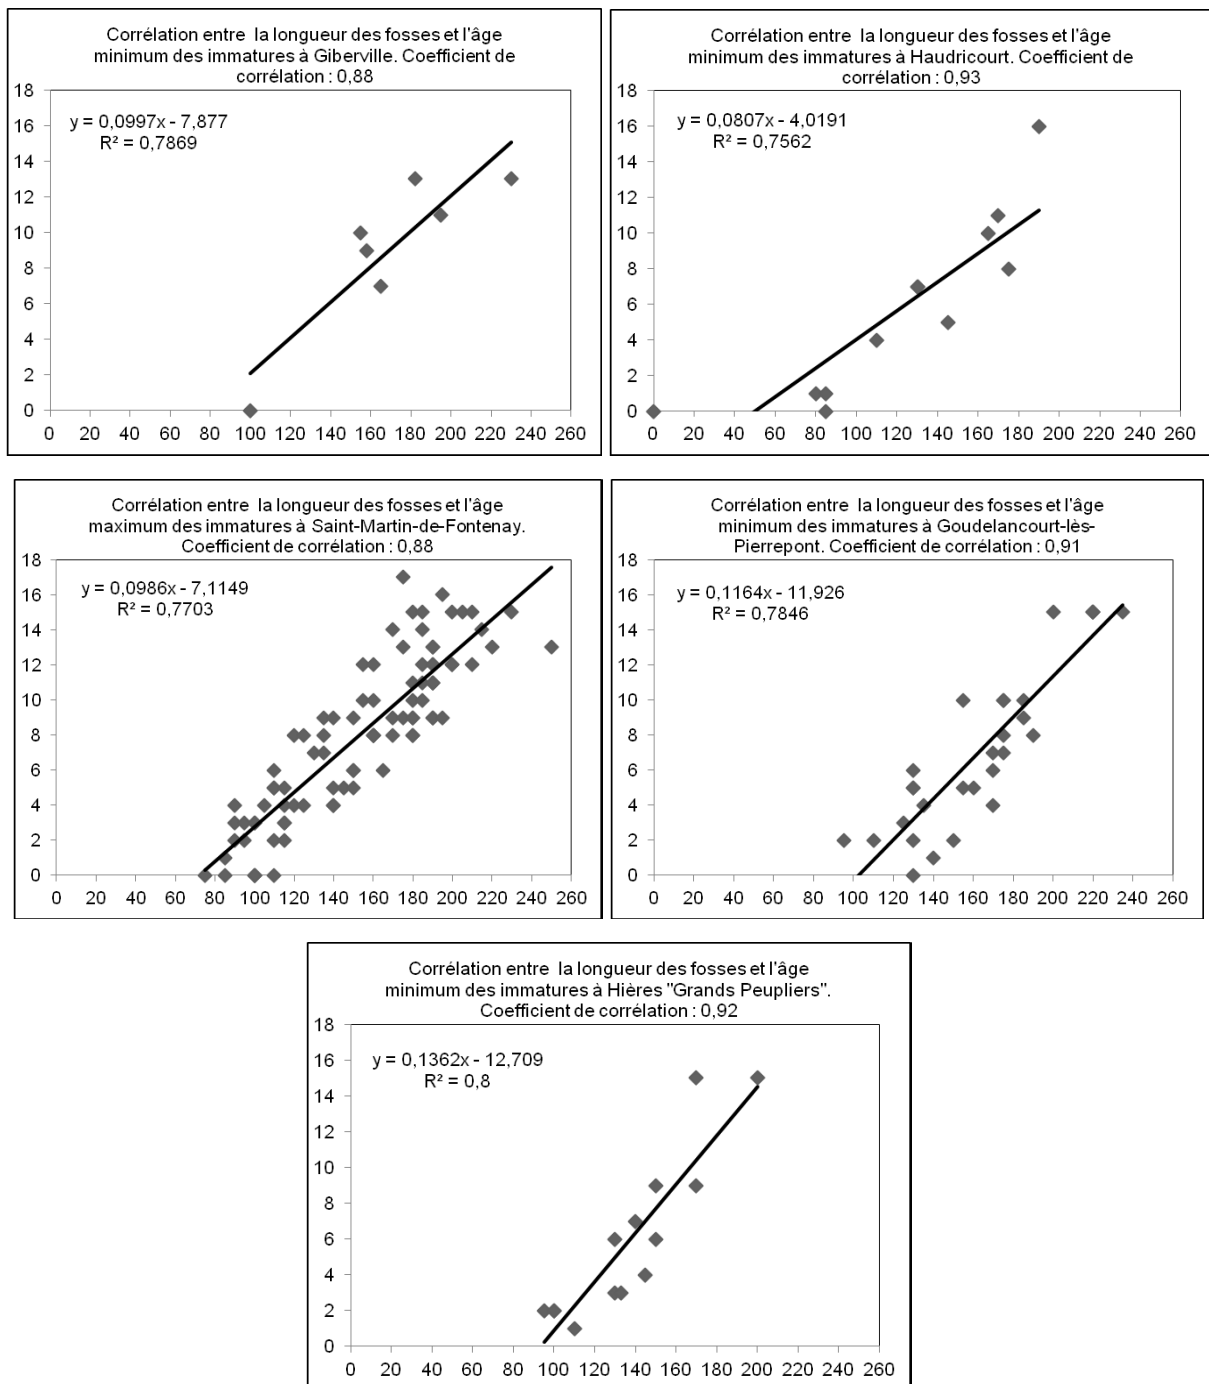 Corrélation entre  la longueur des fosses et l'âge
minimum des immatures à Giberville. Coefficient de
corrélation : 0,88
y = 0,0997x - 7,877
R² = 0,7869
18
16
14
12
10
8
6
4
2
0
0 20 40 60 80 100 120 140 160 180 200 220 240 260
Corrélation entre  la longueur des fosses et l'âge
minimum des immatures à Haudricourt. Coefficient de
corrélation : 0,93
y = 0,0807x - 4,0191
R² = 0,7562
18
16
14
12
10
8
6
4
2
0
0 20 40 60 80 100 120 140 160 180 200 220 240 260
Corrélation entre  la longueur des fosses et l'âge
maximum des immatures à Saint-Martin-de-Fontenay.
Coefficient de corrélation : 0,88
y = 0,0986x - 7,1149
R² = 0,7703
18
16
14
12
10
8
6
4
2
0
0 20 40 60 80 100 120 140 160 180 200 220 240 260
Corrélation entre  la longueur des fosses et l'âge
minimum des immatures à Goudelancourt-lès-
Pierrepont. Coefficient de corrélation : 0,91
y = 0,1164x - 11,926
R² = 0,7846
18
16
14
12
10
8
6
4
2
0
0 20 40 60 80 100 120 140 160 180 200 220 240 260
Corrélation entre  la longueur des fosses et l'âge
minimum des immatures à Hières "Grands Peupliers".
Coefficient de corrélation : 0,92
y = 0,1362x - 12,709
R² = 0,8
18
16
14
12
10
8
6
4
2
0
0 20 40 60 80 100 120 140 160 180 200 220 240 260